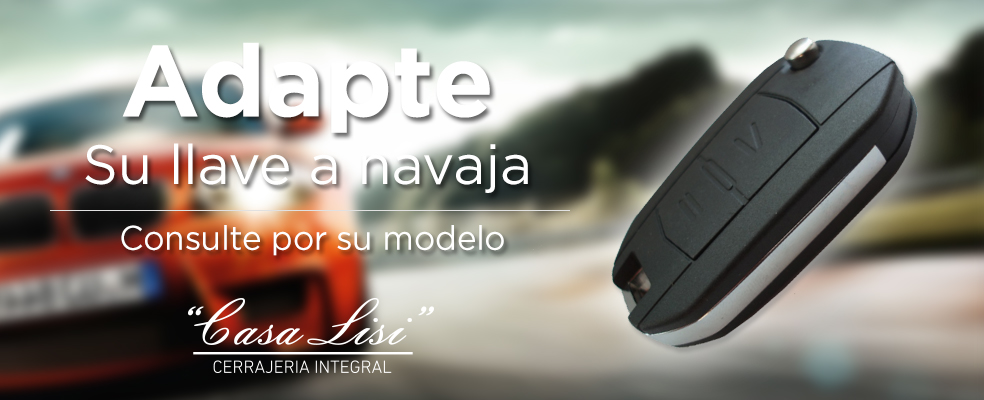 Adapte
Su llave a navaja
Consulte por su modelo
“Casa Lisi”
CERRAJERIA INTEGRAL